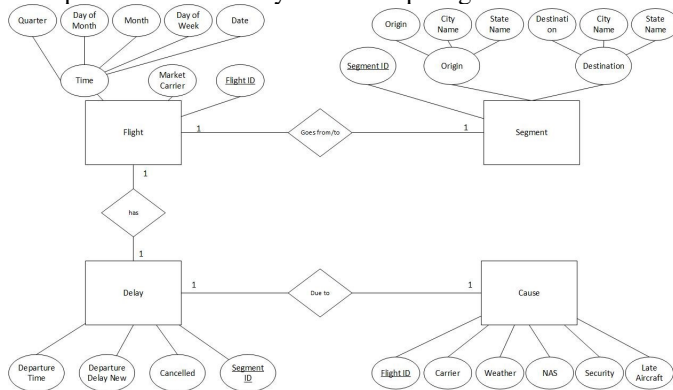 Quarter
Day of
Month
Month
Day of
Week
Date
Origin
City
Name
State
Name
Destinati
on
City
Name
State
Name
Time
Market
Carrier
Flight ID
Segment ID
Origin
Destination
Flight
1
Goes from/to
1
Segment
1
has
1
Delay
1
Due to
1
Cause
Departure
Time
Departure
Delay New
Cancelled
Segment
ID
Flight ID
Carrier
Weather
NAS
Security
Late
Aircraft